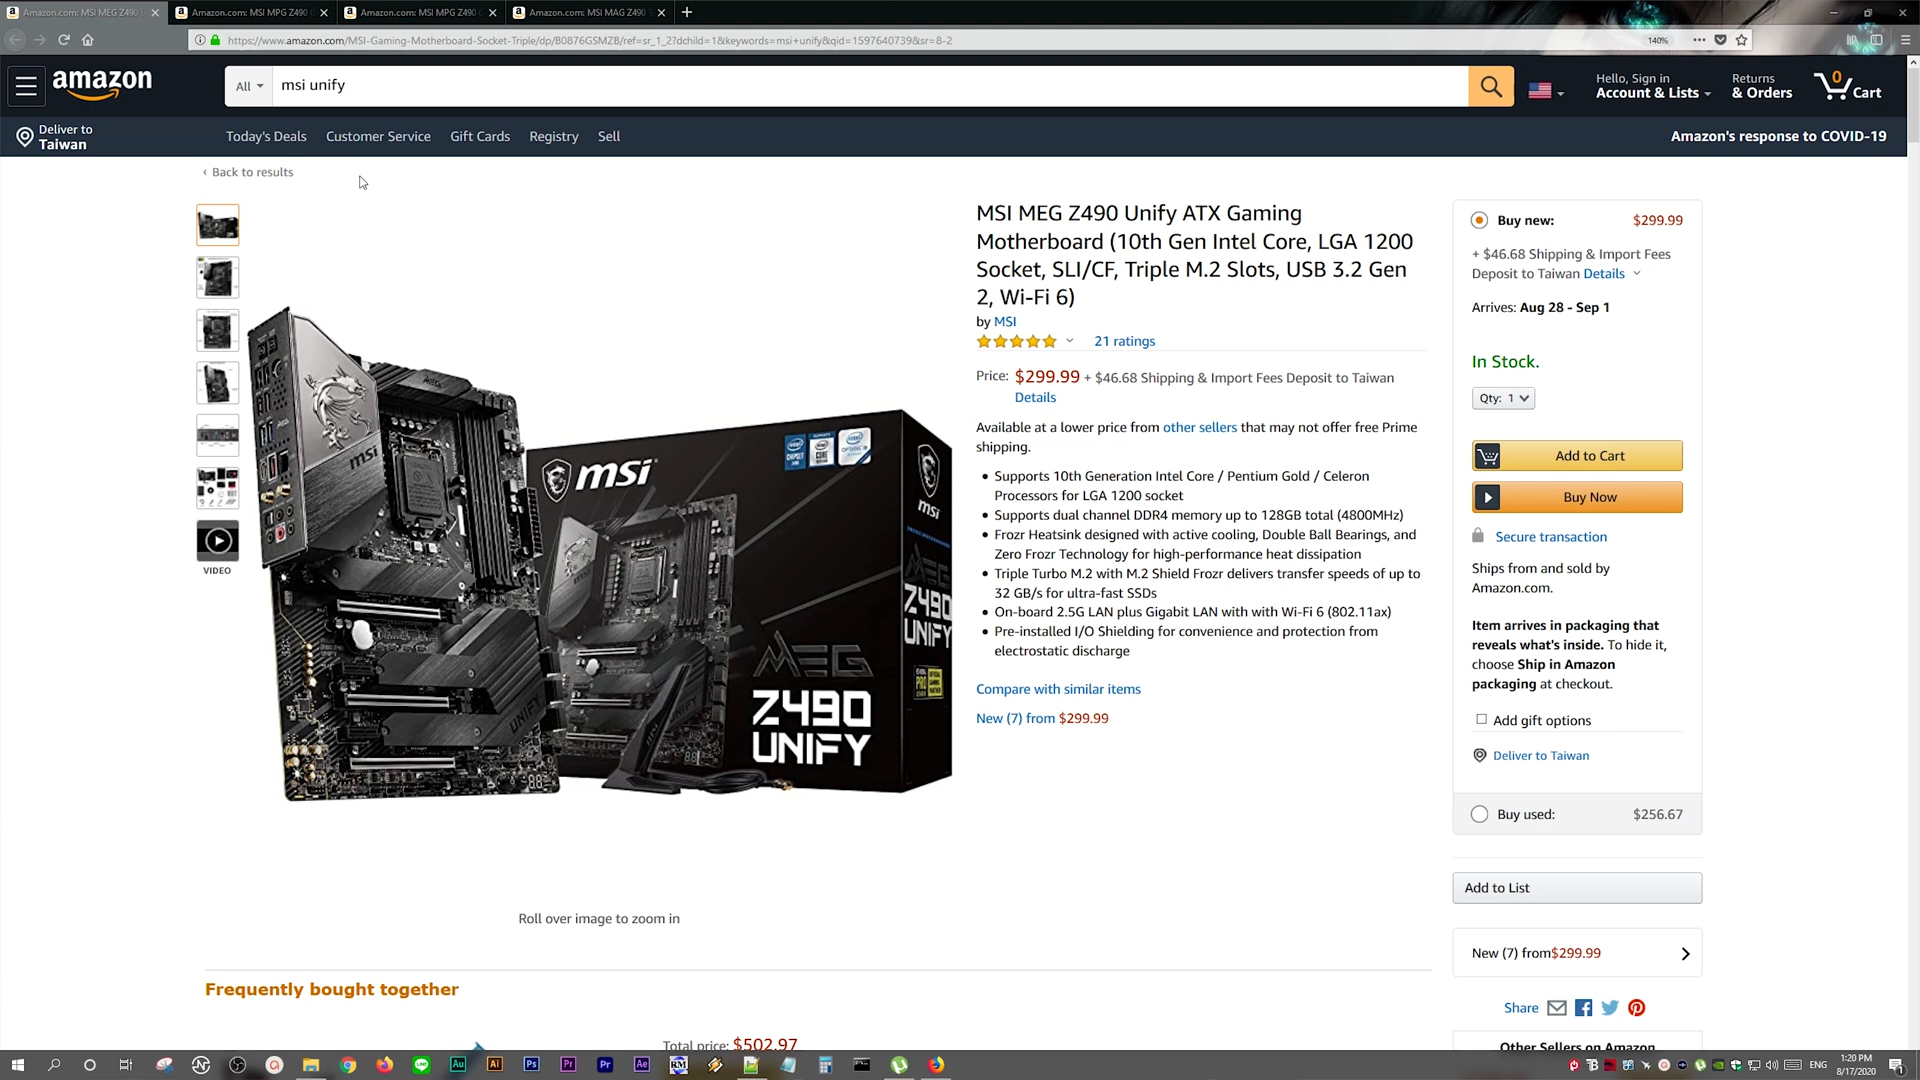 Amazon.com: MSI MEG Z490 U
Amazon.com: MSI MPG Z490 G
Amazon.com: MSI MPG Z490 G
Amazon.com: MSI MAG Z490 T
https://www.amazon.com/MSI-Gaming-Motherboard-Socket-Triple/dp/B0876GSMZB/ref=sr_1_2?dchild=1&keywords=msi+unify&qid=1597640739&sr=8-2
140%
amazon
All
msi unify
Hello, Sign in
Account & Lists
Returns
& Orders
0
Cart
Deliver to
Taiwan
Today's Deals
Customer Service
Gift Cards
Registry
Sell
Amazon's response to COVID-19
‹ Back to results
VIDEO
msi
msi
MEG
Z490
UNIFY
msi
Z490
UNIFY
UNIFY
Roll over image to zoom in
MSI MEG Z490 Unify ATX Gaming
Motherboard (10th Gen Intel Core, LGA 1200
Socket, SLI/CF, Triple M.2 Slots, USB 3.2 Gen
2, Wi-Fi 6)
by MSI
21 ratings
Price: $299.99 + $46.68 Shipping & Import Fees Deposit to Taiwan
Details
Available at a lower price from other sellers that may not offer free Prime
shipping.
• Supports 10th Generation Intel Core / Pentium Gold / Celeron
Processors for LGA 1200 socket
• Supports dual channel DDR4 memory up to 128GB total (4800MHz)
• Frozr Heatsink designed with active cooling, Double Ball Bearings, and
Zero Frozr Technology for high-performance heat dissipation
• Triple Turbo M.2 with M.2 Shield Frozr delivers transfer speeds of up to
32 GB/s for ultra-fast SSDs
• On-board 2.5G LAN plus Gigabit LAN with with Wi-Fi 6 (802.11ax)
• Pre-installed I/O Shielding for convenience and protection from
electrostatic discharge
Compare with similar items
New (7) from $299.99
Buy new: $299.99
+ $46.68 Shipping & Import Fees
Deposit to Taiwan Details
Arrives: Aug 28 - Sep 1
In Stock.
Qty: 1
Add to Cart
Buy Now
Secure transaction
Ships from and sold by
Amazon.com.
Item arrives in packaging that
reveals what's inside. To hide it,
choose Ship in Amazon
packaging at checkout.
Add gift options
Deliver to Taiwan
Buy used: $256.67
Add to List
New (7) from$299.99
Share
Other Sellers on Amazon
Frequently bought together
Total price: $502.97
Au
Ai
Ps
Pr
Pr
Ae
RM
ENG
1:20 PM
8/17/2020